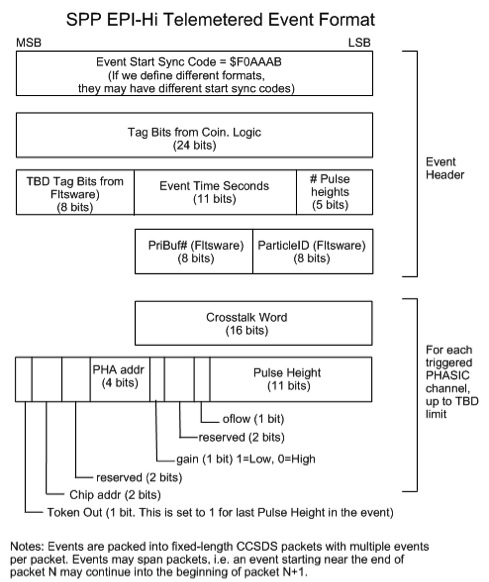 SPP EPI-Hi Telemetered Event Format
MSB
LSB
Event Start Sync Code = $F0AAAB
(If we define different formats,
they may have different start sync codes)
Tag Bits from Coin. Logic
(24 bits)
TBD Tag Bits from
Fltsware)
(8 bits)
Event Time Seconds
(11 bits)
# Pulse
heights
(5 bits)
PriBuf# (Fltsware)
(8 bits)
ParticleID (Fltsware)
(8 bits)
Event
Header
Crosstalk Word
(16 bits)
PHA addr
(4 bits)
Pulse Height
(11 bits)
For each
triggered
PHASIC
channel,
up to TBD
limit
oflow (1 bit)
reserved (2 bits)
gain (1 bit) 1=Low, 0=High
reserved (2 bits)
Chip addr (2 bits)
Token Out (1 bit. This is set to 1 for last Pulse Height in the event)
Notes: Events are packed into fixed-length CCSDS packets with multiple events
per packet. Events may span packets, i.e. an event starting near the end of
packet N may continue into the beginning of packet N+1.